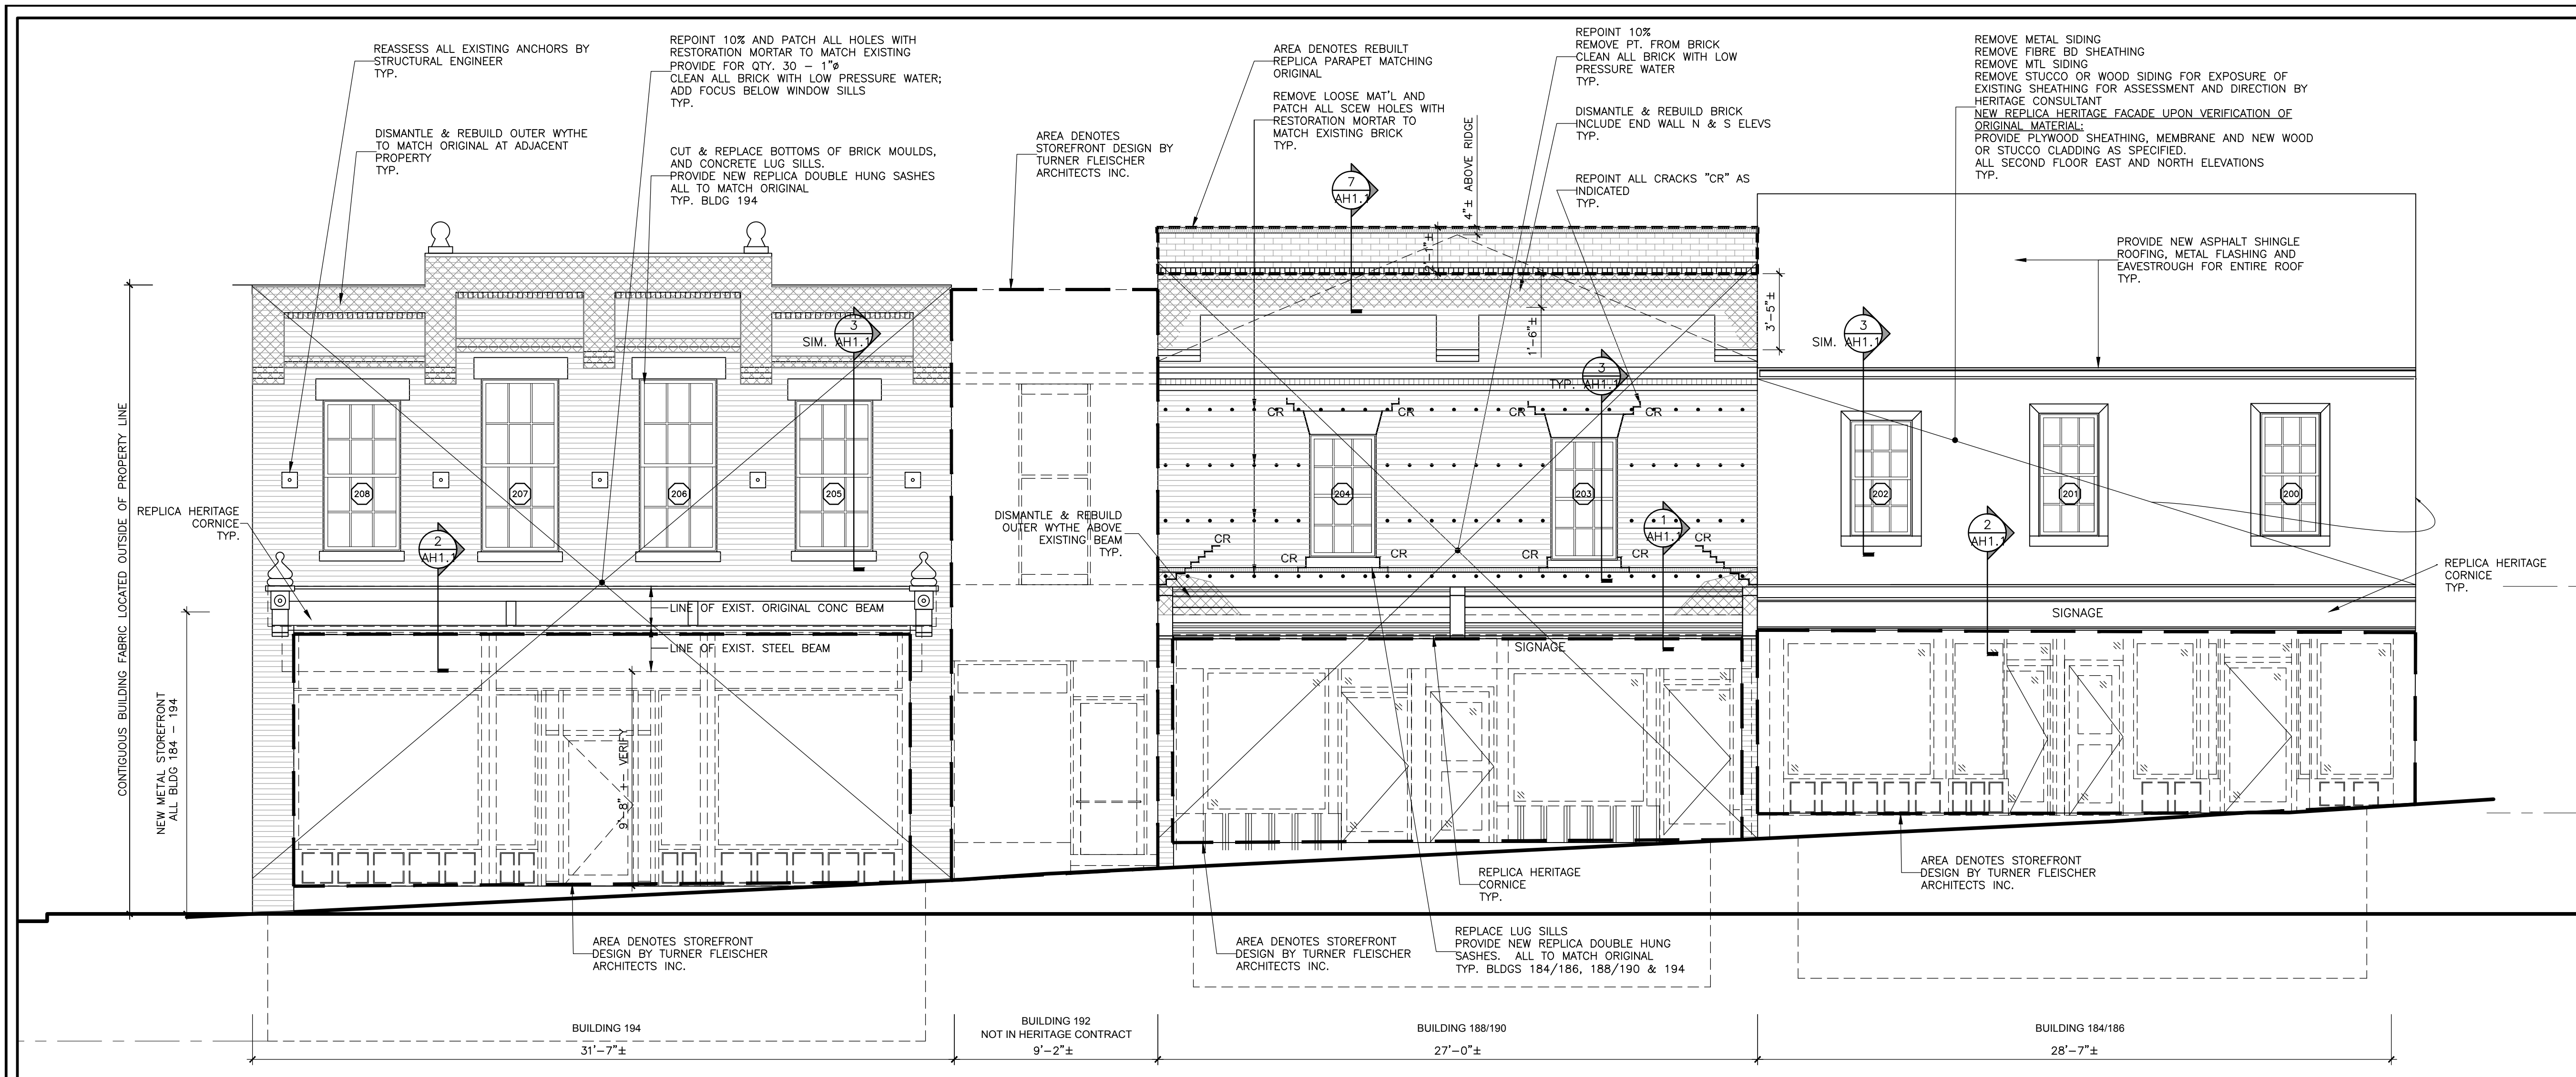 REASSESS ALL EXISTING ANCHORS BY
STRUCTURAL ENGINEER
TYP.
DISMANTLE & REBUILD OUTER WYTHE
TO MATCH ORIGINAL AT ADJACENT
PROPERTY
TYP.
REPOINT 10% AND PATCH ALL HOLES WITH
RESTORATION MORTAR TO MATCH EXISTING
PROVIDE FOR QTY. 30 – 1"ø
CLEAN ALL BRICK WITH LOW PRESSURE WATER;
ADD FOCUS BELOW WINDOW SILLS
TYP.
CUT & REPLACE BOTTOMS OF BRICK MOULDS,
AND CONCRETE LUG SILLS.
PROVIDE NEW REPLICA DOUBLE HUNG SASHES
ALL TO MATCH ORIGINAL
TYP. BLDG 194
AREA DENOTES
STOREFRONT DESIGN BY
TURNER FLEISCHER
ARCHITECTS INC.
AREA DENOTES REBUILT
REPLICA PARAPET MATCHING
ORIGINAL
REMOVE LOOSE MAT'L AND
PATCH ALL SCEW HOLES WITH
RESTORATION MORTAR TO
MATCH EXISTING BRICK
TYP.
REPOINT 10%
REMOVE PT. FROM BRICK
CLEAN ALL BRICK WITH LOW
PRESSURE WATER
TYP.
DISMANTLE & REBUILD BRICK
INCLUDE END WALL N & S ELEVS
TYP.
REPOINT ALL CRACKS "CR" AS
INDICATED
TYP.
REMOVE METAL SIDING
REMOVE FIBRE BD SHEATHING
REMOVE MTL SIDING
REMOVE STUCCO OR WOOD SIDING FOR EXPOSURE OF
EXISTING SHEATHING FOR ASSESSMENT AND DIRECTION BY
HERITAGE CONSULTANT
NEW REPLICA HERITAGE FACADE UPON VERIFICATION OF
ORIGINAL MATERIAL:
PROVIDE PLYWOOD SHEATHING, MEMBRANE AND NEW WOOD
OR STUCCO CLADDING AS SPECIFIED.
ALL SECOND FLOOR EAST AND NORTH ELEVATIONS
TYP.
PROVIDE NEW ASPHALT SHINGLE
ROOFING, METAL FLASHING AND
EAVESTROUGH FOR ENTIRE ROOF
TYP.
4"± ABOVE RIDGE
7
AH1.1
2'-1"±
1'-6"±
3'-5"±
3
SIM. AH1.1
3
TYP. AH1.1
3
SIM. AH1.1
CR
CR
CR
CR
208
207
206
205
204
203
202
201
200
CONTIGUOUS BUILDING FABRIC LOCATED OUTSIDE OF PROPERTY LINE
REPLICA HERITAGE
CORNICE
TYP.
2
AH1.1
DISMANTLE & REBUILD
OUTER WYTHE ABOVE
EXISTING BEAM
TYP.
CR
CR
CR
CR
CR
CR
1
AH1.1
2
AH1.1
REPLICA HERITAGE
CORNICE
TYP.
LINE OF EXIST. ORIGINAL CONC BEAM
LINE OF EXIST. STEEL BEAM
SIGNAGE
SIGNAGE
NEW METAL STOREFRONT
ALL BLDG 184 – 194
9'-8" ± VERIFY
REPLICA HERITAGE
CORNICE
TYP.
AREA DENOTES STOREFRONT
DESIGN BY TURNER FLEISCHER
ARCHITECTS INC.
AREA DENOTES STOREFRONT
DESIGN BY TURNER FLEISCHER
ARCHITECTS INC.
AREA DENOTES STOREFRONT
DESIGN BY TURNER FLEISCHER
ARCHITECTS INC.
REPLACE LUG SILLS
PROVIDE NEW REPLICA DOUBLE HUNG
SASHES. ALL TO MATCH ORIGINAL
TYP. BLDGS 184/186, 188/190 & 194
BUILDING 194
31'-7"±
BUILDING 192
NOT IN HERITAGE CONTRACT
9'-2"±
BUILDING 188/190
27'-0"±
BUILDING 184/186
28'-7"±